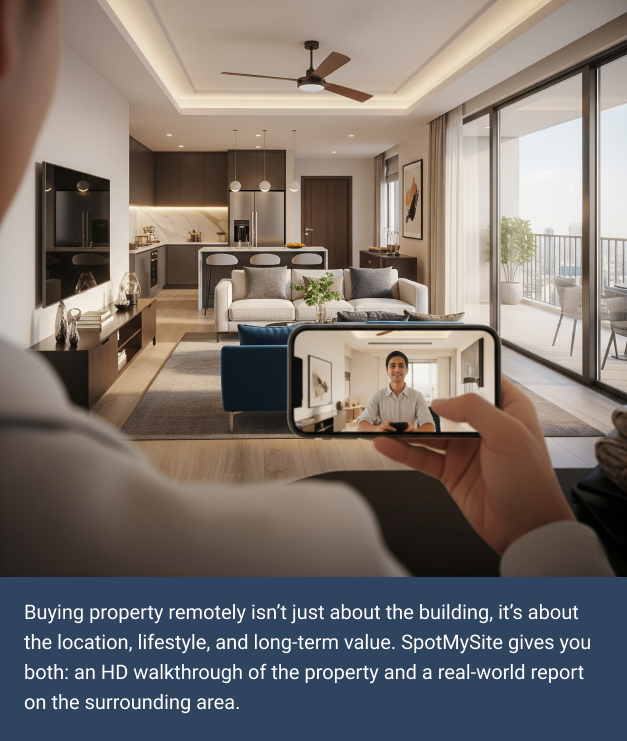 Buying property remotely isn’t just about the building, it’s about
the location, lifestyle, and long-term value. SpotMySite gives you
both: an HD walkthrough of the property and a real-world report
on the surrounding area.